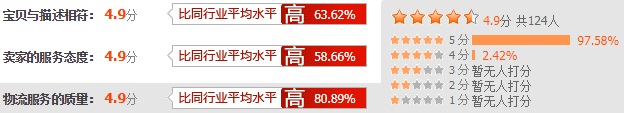 宝贝与描述相符：4.9分 比同行业平均水平 高 63.62%
卖家的服务态度：4.9分 比同行业平均水平 高 58.66%
物流服务的质量：4.9分 比同行业平均水平 高 80.89%
4.9分 共124人
5分 97.58%
4分 2.42%
3分 暂无人打分
2分 暂无人打分
1分 暂无人打分